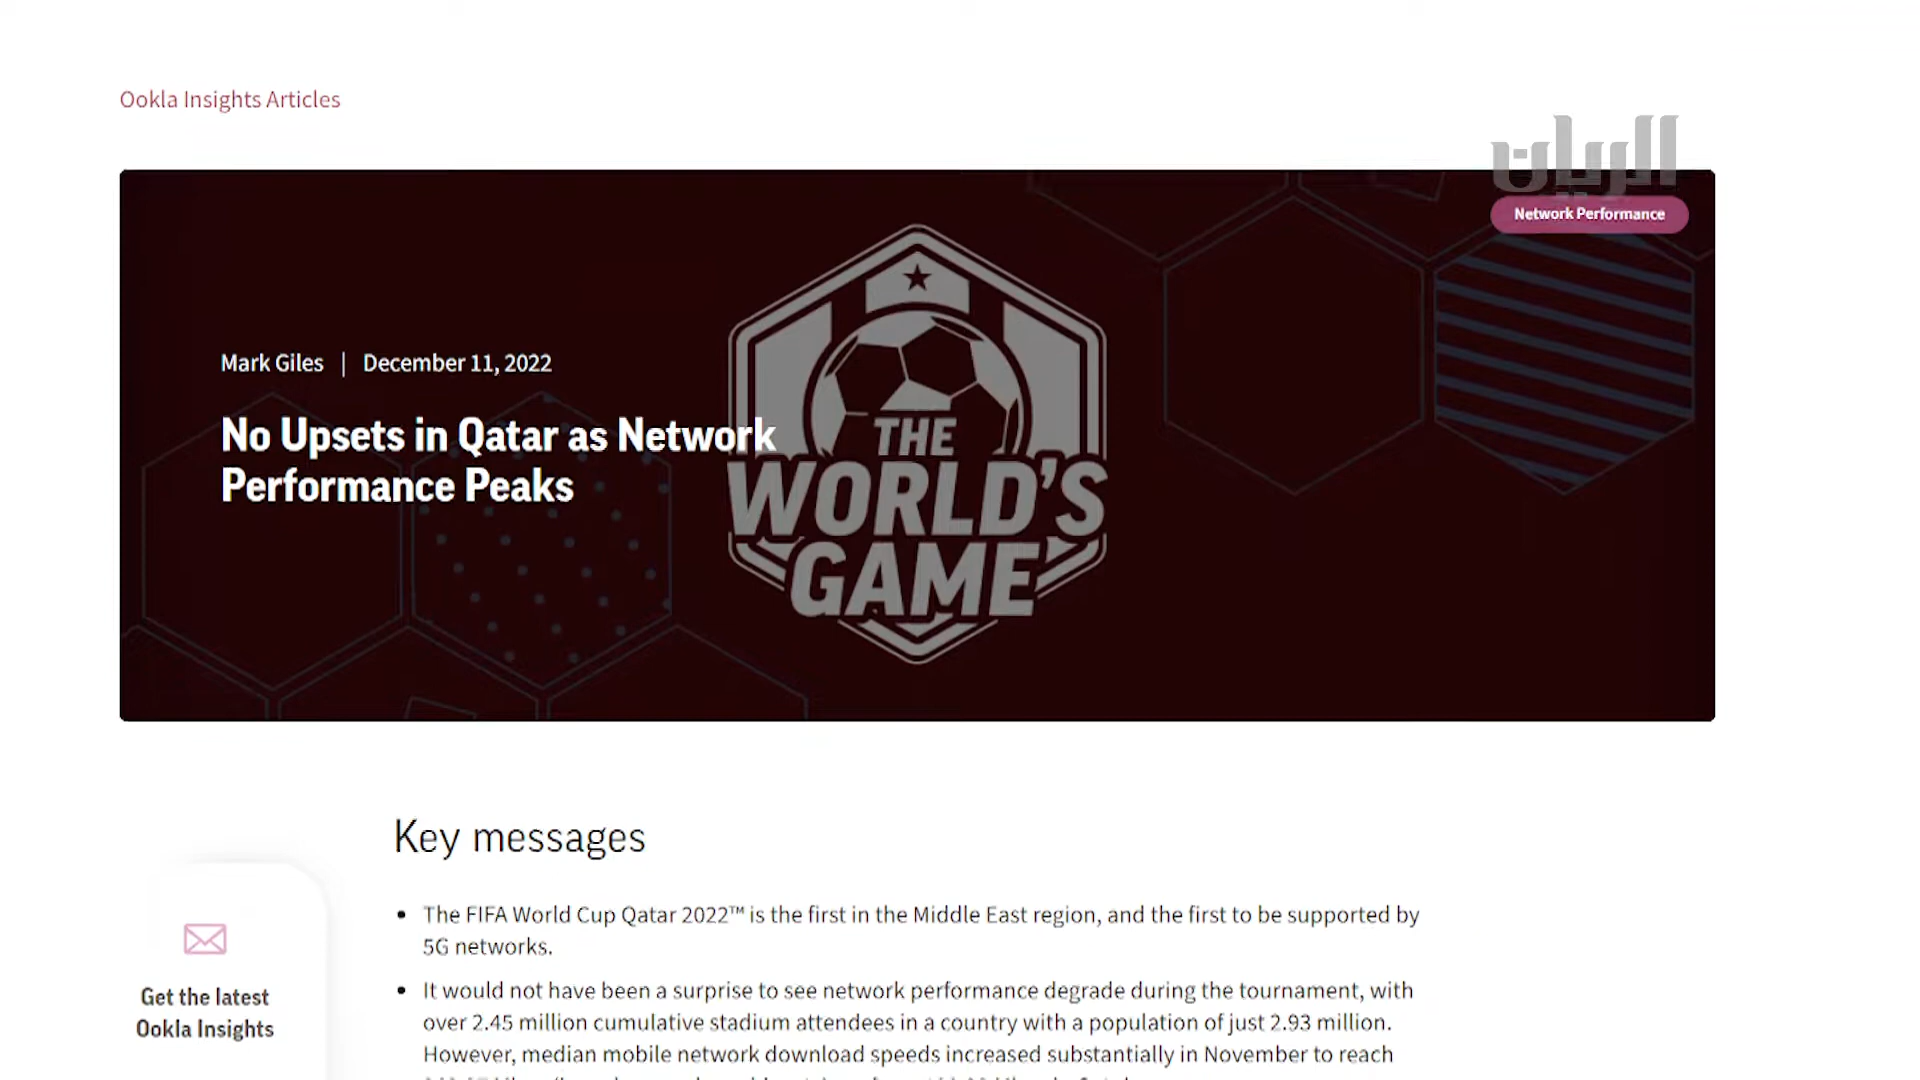 Ookla Insights Articles
الريان
Network Performance
Mark Giles | December 11, 2022
No Upsets in Qatar as Network
Performance Peaks
THE
WORLD'S
GAME
Key messages
• The FIFA World Cup Qatar 2022™ is the first in the Middle East region, and the first to be supported by
5G networks.
• It would not have been a surprise to see network performance degrade during the tournament, with
over 2.45 million cumulative stadium attendees in a country with a population of just 2.93 million.
However, median mobile network download speeds increased substantially in November to reach
Get the latest
Ookla Insights